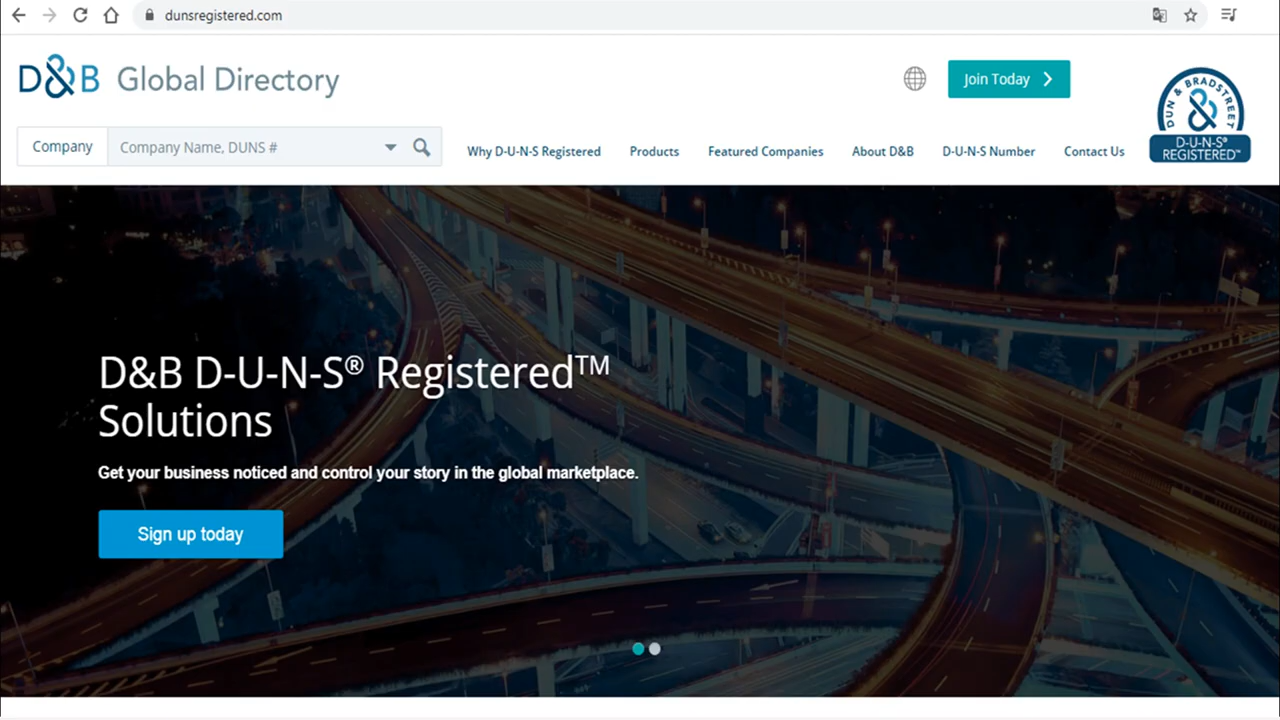 dunsregistered.com
D&B Global Directory
Join Today
DUN & BRADSTREET
D-U-N-S®
REGISTERED™
Company
Company Name, DUNS #
Why D-U-N-S Registered
Products
Featured Companies
About D&B
D-U-N-S Number
Contact Us
D&B D-U-N-S® Registered™
Solutions
Get your business noticed and control your story in the global marketplace.
Sign up today